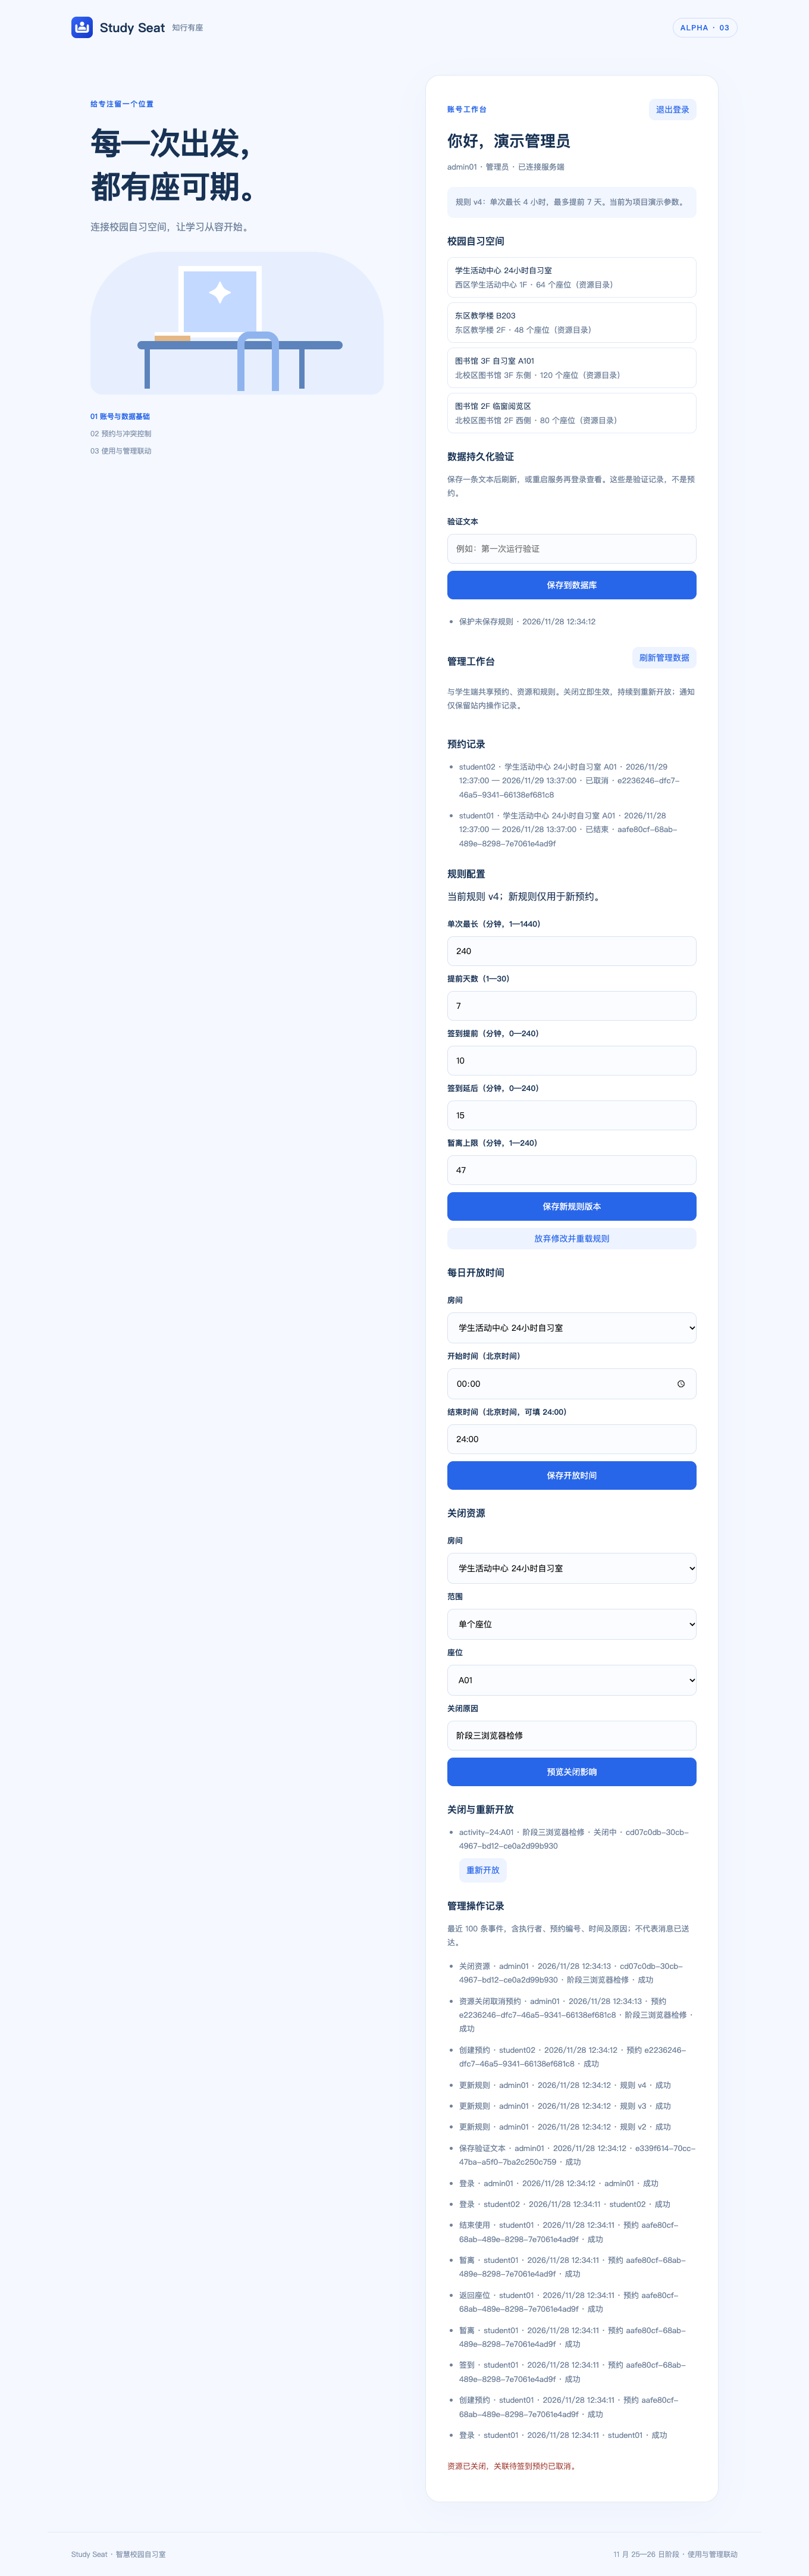 Study Seat 知行有座
ALPHA · 03
给专注留一个位置
每一次出发，
都有座可期。
连接校园自习空间，让学习从容开始。
01 账号与数据基础
02 预约与冲突控制
03 使用与管理联动
账号工作台
退出登录
你好，演示管理员
admin01 · 管理员 · 已连接服务端
规则 v4：单次最长 4 小时，最多提前 7 天。当前为项目演示参数。
校园自习空间
学生活动中心 24小时自习室
西区学生活动中心 1F · 64 个座位（资源目录）
东区教学楼 B203
东区教学楼 2F · 48 个座位（资源目录）
图书馆 3F 自习室 A101
北校区图书馆 3F 东侧 · 120 个座位（资源目录）
图书馆 2F 临窗阅览区
北校区图书馆 2F 西侧 · 80 个座位（资源目录）
数据持久化验证
保存一条文本后刷新，或重启服务再登录查看。这些是验证记录，不是预
约。
验证文本
例如：第一次运行验证
保存到数据库
• 保护未保存规则 · 2026/11/28 12:34:12
管理工作台
刷新管理数据
与学生端共享预约、资源和规则。关闭立即生效，持续到重新开放；通知
仅保留站内操作记录。
预约记录
• student02 · 学生活动中心 24小时自习室 A01 · 2026/11/29
12:37:00 — 2026/11/29 13:37:00 · 已取消 · e2236246-dfc7-
46a5-9341-66138ef681c8
• student01 · 学生活动中心 24小时自习室 A01 · 2026/11/28
12:37:00 — 2026/11/28 13:37:00 · 已结束 · aafe80cf-68ab-
489e-8298-7e7061e4ad9f
规则配置
当前规则 v4；新规则仅用于新预约。
单次最长（分钟，1—1440）
240
提前天数（1—30）
7
签到提前（分钟，0—240）
10
签到延后（分钟，0—240）
15
暂离上限（分钟，1—240）
47
保存新规则版本
放弃修改并重载规则
每日开放时间
房间
学生活动中心 24小时自习室
开始时间（北京时间）
00:00
结束时间（北京时间，可填 24:00）
24:00
保存开放时间
关闭资源
房间
学生活动中心 24小时自习室
范围
单个座位
座位
A01
关闭原因
阶段三浏览器检修
预览关闭影响
关闭与重新开放
• activity-24:A01 · 阶段三浏览器检修 · 关闭中 · cd07c0db-30cb-
4967-bd12-ce0a2d99b930
重新开放
管理操作记录
最近 100 条事件，含执行者、预约编号、时间及原因；不代表消息已送
达。
• 关闭资源 · admin01 · 2026/11/28 12:34:13 · cd07c0db-30cb-
4967-bd12-ce0a2d99b930 · 阶段三浏览器检修 · 成功
• 资源关闭取消预约 · admin01 · 2026/11/28 12:34:13 · 预约
e2236246-dfc7-46a5-9341-66138ef681c8 · 阶段三浏览器检修 ·
成功
• 创建预约 · student02 · 2026/11/28 12:34:12 · 预约 e2236246-
dfc7-46a5-9341-66138ef681c8 · 成功
• 更新规则 · admin01 · 2026/11/28 12:34:12 · 规则 v4 · 成功
• 更新规则 · admin01 · 2026/11/28 12:34:12 · 规则 v3 · 成功
• 更新规则 · admin01 · 2026/11/28 12:34:12 · 规则 v2 · 成功
• 保存验证文本 · admin01 · 2026/11/28 12:34:12 · e339f614-70cc-
47ba-a5f0-7ba2c250c759 · 成功
• 登录 · admin01 · 2026/11/28 12:34:12 · admin01 · 成功
• 登录 · student02 · 2026/11/28 12:34:11 · student02 · 成功
• 结束使用 · student01 · 2026/11/28 12:34:11 · 预约 aafe80cf-
68ab-489e-8298-7e7061e4ad9f · 成功
• 暂离 · student01 · 2026/11/28 12:34:11 · 预约 aafe80cf-68ab-
489e-8298-7e7061e4ad9f · 成功
• 返回座位 · student01 · 2026/11/28 12:34:11 · 预约 aafe80cf-
68ab-489e-8298-7e7061e4ad9f · 成功
• 暂离 · student01 · 2026/11/28 12:34:11 · 预约 aafe80cf-68ab-
489e-8298-7e7061e4ad9f · 成功
• 签到 · student01 · 2026/11/28 12:34:11 · 预约 aafe80cf-68ab-
489e-8298-7e7061e4ad9f · 成功
• 创建预约 · student01 · 2026/11/28 12:34:11 · 预约 aafe80cf-
68ab-489e-8298-7e7061e4ad9f · 成功
• 登录 · student01 · 2026/11/28 12:34:11 · student01 · 成功
资源已关闭，关联待签到预约已取消。
Study Seat · 智慧校园自习室
11 月 25—26 日阶段 · 使用与管理联动